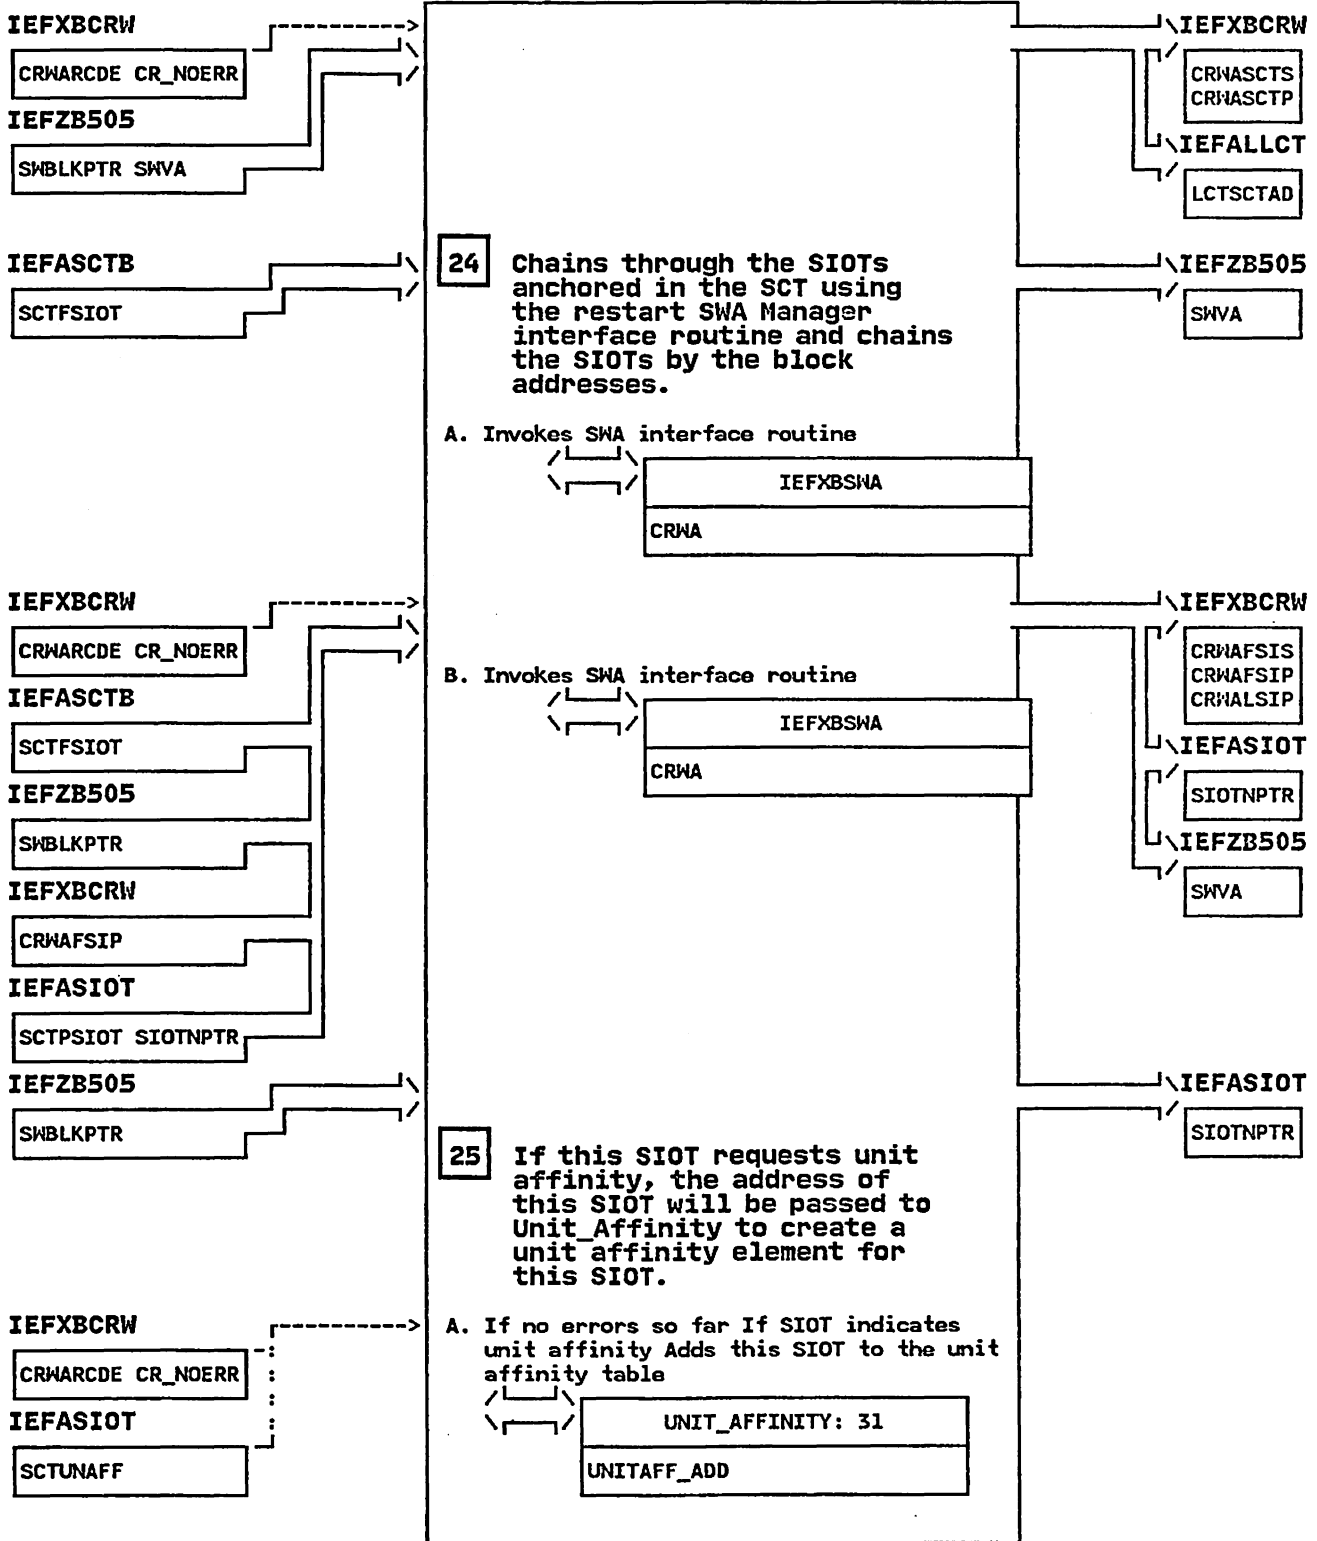 IEFXBCRW
CRWARCDE CR_NOERR
IEFZB505
SWBLKPTR SWVA
IEFXBCRW
CRWASCTS
CRWASCTP
IEFALLCT
LCTSCTAD
IEFASCTB
SCTFSIOT
24 Chains through the SIOTs
anchored in the SCT using
the restart SWA Manager
interface routine and chains
the SIOTs by the block
addresses.
IEFZB505
SWVA
A. Invokes SWA interface routine
IEFXBSWA
CRWA
IEFXBCRW
CRWARCDE CR_NOERR
IEFASCTB
SCTFSIOT
IEFZB505
SWBLKPTR
IEFXBCRW
CRWAFSIP
IEFASIOT
SCTPSIOT SIOTNPTR
B. Invokes SWA interface routine
IEFXBSWA
CRWA
IEFXBCRW
CRWAFSIS
CRWAFSIP
CRWALSIP
IEFASIOT
SIOTNPTR
IEFZB505
SWVA
IEFZB505
SWBLKPTR
IEFASIOT
SIOTNPTR
25 If this SIOT requests unit
affinity, the address of
this SIOT will be passed to
Unit_Affinity to create a
unit affinity element for
this SIOT.
IEFXBCRW
CRWARCDE CR_NOERR
IEFASIOT
SCTUNAFF
A. If no errors so far If SIOT indicates
unit affinity Adds this SIOT to the unit
affinity table
UNIT_AFFINITY: 31
UNITAFF_ADD